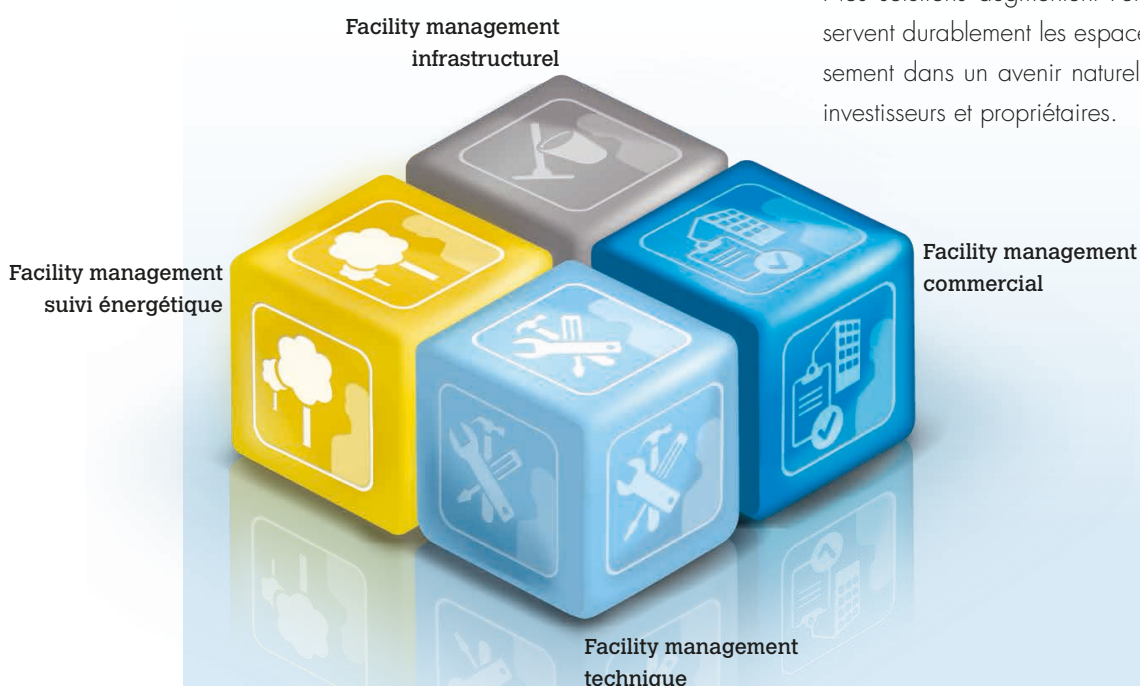 Facility management
infrastructurel
servent durablement les espace
sement dans un avenir naturel
investisseurs et propriétaires.
Facility management
suivi énergétique
Facility management
commercial
Facility management
technique